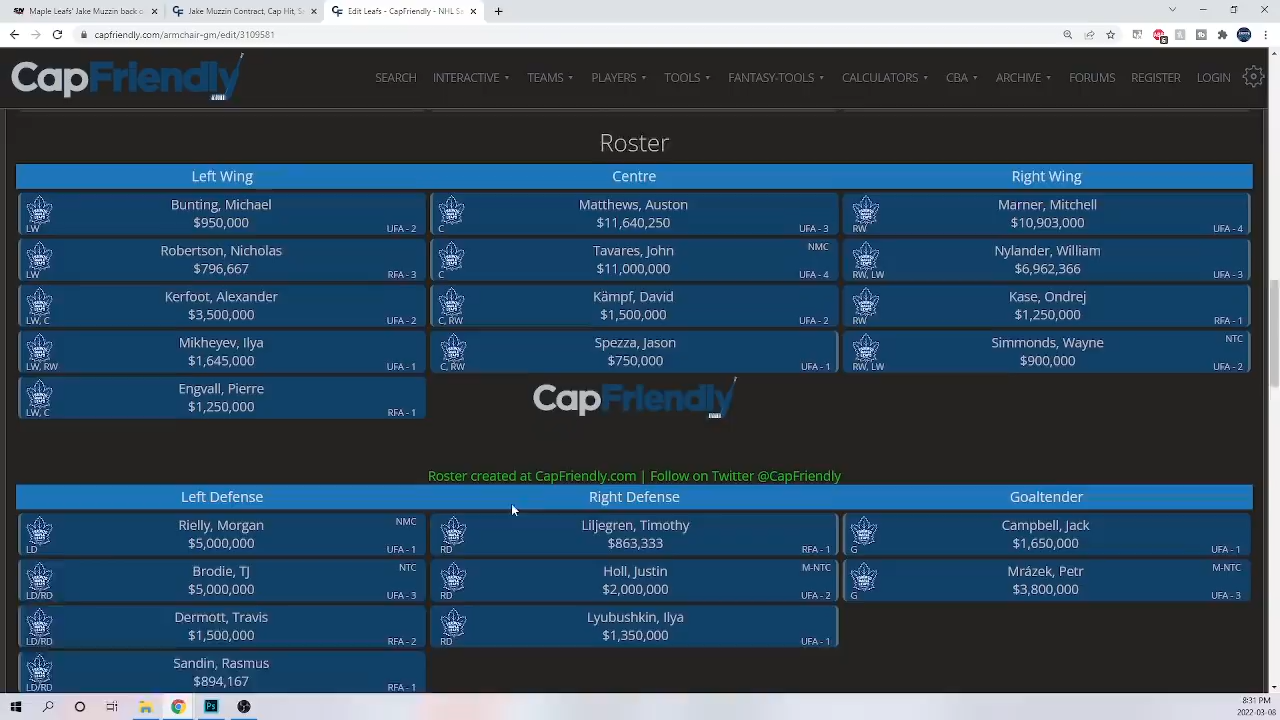 Maple Leafs' Jake Muzzin back o
Jake Muzzin Contract, Cap Hit, S
Edit Leafs - CapFriendly - NHL Se
capfriendly.com/armchair-gm/edit/3109581
CapFriendly
SEARCH INTERACTIVE TEAMS PLAYERS TOOLS FANTASY-TOOLS CALCULATORS CBA ARCHIVE FORUMS REGISTER LOGIN
Roster
Left Wing Centre Right Wing
Bunting, Michael
$950,000
LW UFA - 2
Matthews, Auston
$11,640,250
C UFA - 3
Marner, Mitchell
$10,903,000
RW UFA - 4
Robertson, Nicholas
$796,667
LW RFA - 3
Tavares, John NMC
$11,000,000
C UFA - 4
Nylander, William
$6,962,366
RW, LW UFA - 3
Kerfoot, Alexander
$3,500,000
LW, C UFA - 2
Kämpf, David
$1,500,000
C, RW UFA - 2
Kase, Ondrej
$1,250,000
RW RFA - 1
Mikheyev, Ilya
$1,645,000
LW, RW UFA - 1
Spezza, Jason
$750,000
C, RW UFA - 1
Simmonds, Wayne NTC
$900,000
RW, LW UFA - 2
Engvall, Pierre
$1,250,000
LW, C RFA - 1
CapFriendly
Roster created at CapFriendly.com | Follow on Twitter @CapFriendly
Left Defense Right Defense Goaltender
Rielly, Morgan NMC
$5,000,000
LD UFA - 1
Liljegren, Timothy
$863,333
RD RFA - 1
Campbell, Jack
$1,650,000
G UFA - 1
Brodie, TJ NTC
$5,000,000
LD/RD UFA - 3
Holl, Justin M-NTC
$2,000,000
RD UFA - 2
Mrázek, Petr M-NTC
$3,800,000
G UFA - 3
Dermott, Travis
$1,500,000
LD/RD RFA - 2
Lyubushkin, Ilya
$1,350,000
RD UFA - 1
Sandin, Rasmus
$894,167
LD/RD RFA - 1
8:31 PM
2022-03-08